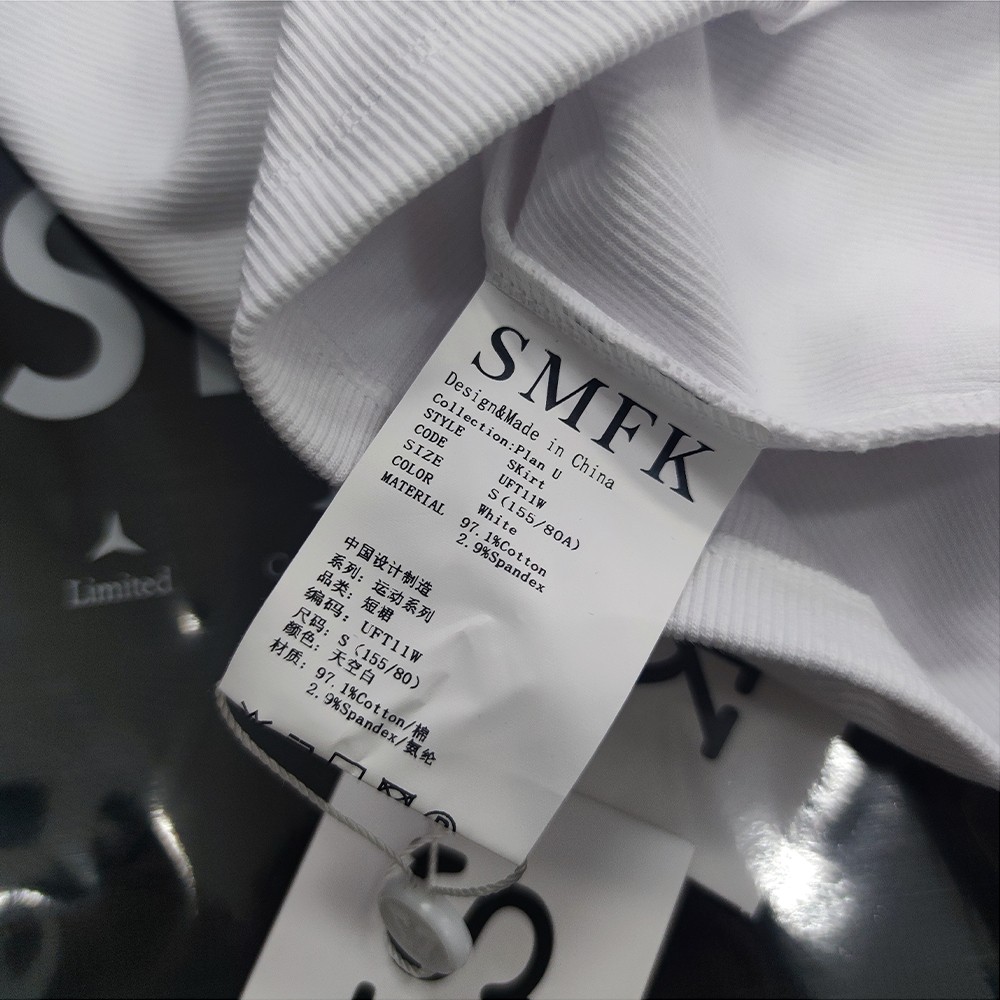 SMFK
Design&Made in China
Collection:Plan U
STYLE SKirt
CODE UFT11W
SIZE S(155/80A)
COLOR White
MATERIAL 97.1%Cotton
2.9%Spandex
中国设计制造
系列: 运动系列
品类: 短裙
编码: UFT11W
尺码: S(155/80)
颜色: 天空白
材质: 97.1%Cotton/棉
2.9%Spandex/氨纶
Limited